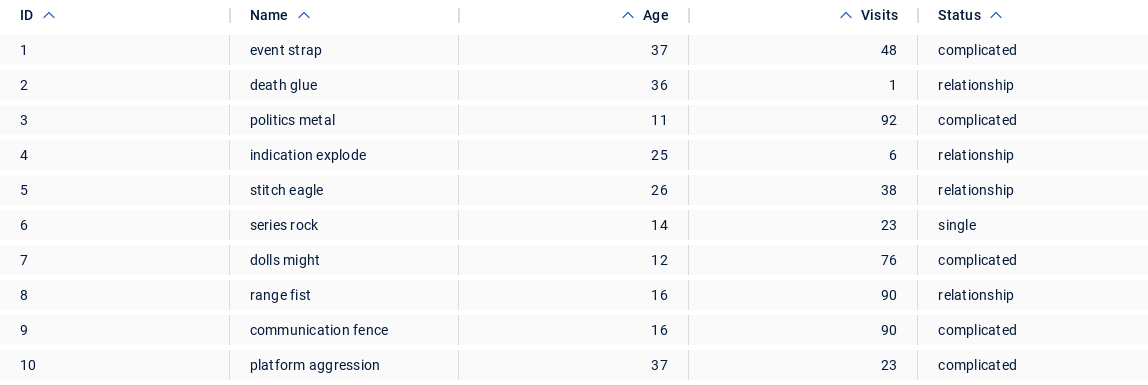 ID Name Age Visits Status
1 event strap 37 48 complicated
2 death glue 36 1 relationship
3 politics metal 11 92 complicated
4 indication explode 25 6 relationship
5 stitch eagle 26 38 relationship
6 series rock 14 23 single
7 dolls might 12 76 complicated
8 range fist 16 90 relationship
9 communication fence 16 90 complicated
10 platform aggression 37 23 complicated